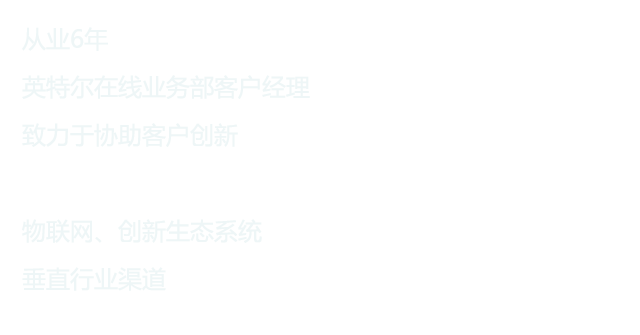 从业6年
英特尔在线业务部客户经理
致力于协助客户创新
物联网、创新生态系统
垂直行业渠道